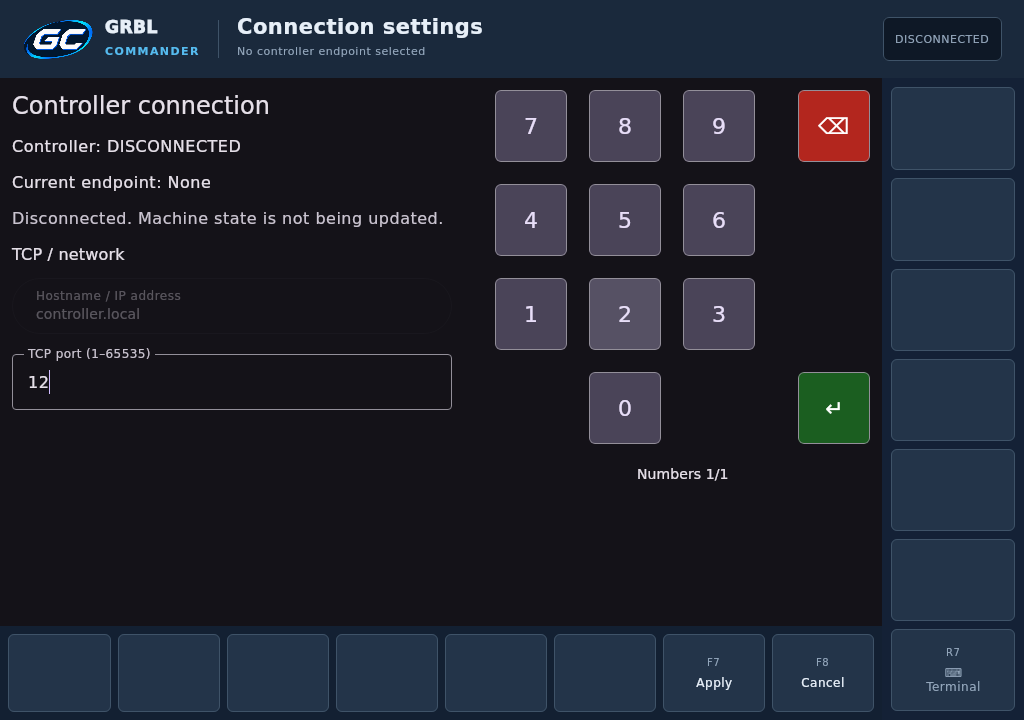 GC
GRBL
COMMANDER
Connection settings
No controller endpoint selected
DISCONNECTED
Controller connection
Controller: DISCONNECTED
Current endpoint: None
Disconnected. Machine state is not being updated.
TCP / network
Hostname / IP address
controller.local
TCP port (1–65535)
12
7 8 9 ⌫
4 5 6
1 2 3
0 ↵
Numbers 1/1
F7
Apply
F8
Cancel
R7
⌨
Terminal